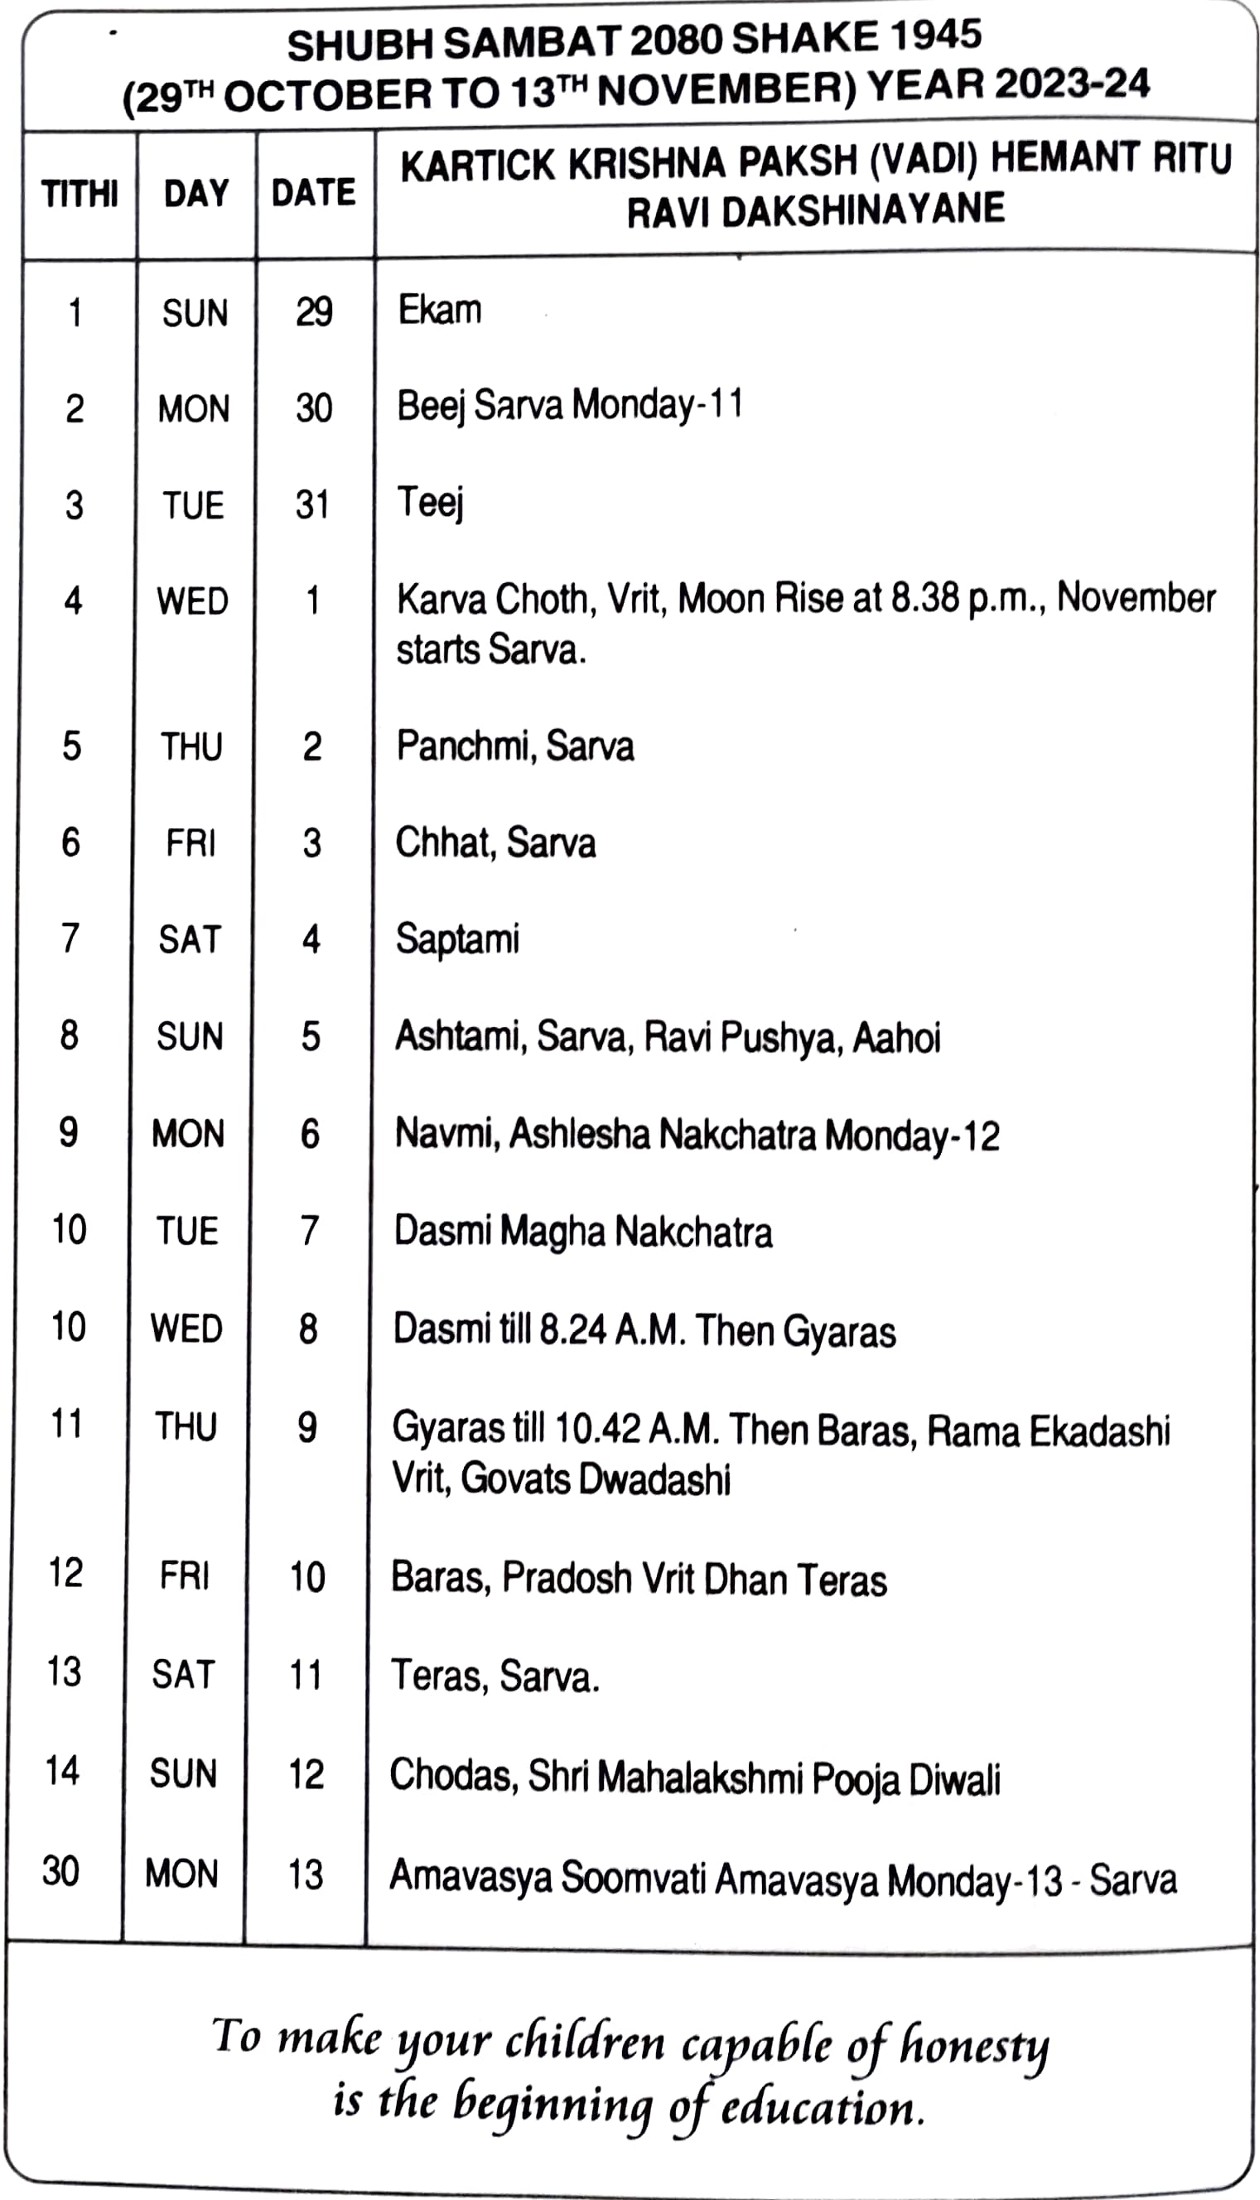 SHUBH SAMBAT 2080 SHAKE 1945
(29TH OCTOBER TO 13TH NOVEMBER) YEAR 2023-24
TITHI DAY DATE KARTICK KRISHNA PAKSH (VADI) HEMANT RITU
RAVI DAKSHINAYANE
1 SUN 29 Ekam
2 MON 30 Beej Sarva Monday-11
3 TUE 31 Teej
4 WED 1 Karva Choth, Vrit, Moon Rise at 8.38 p.m., November
starts Sarva.
5 THU 2 Panchmi, Sarva
6 FRI 3 Chhat, Sarva
7 SAT 4 Saptami
8 SUN 5 Ashtami, Sarva, Ravi Pushya, Aahoi
9 MON 6 Navmi, Ashlesha Nakchatra Monday-12
10 TUE 7 Dasmi Magha Nakchatra
10 WED 8 Dasmi till 8.24 A.M. Then Gyaras
11 THU 9 Gyaras till 10.42 A.M. Then Baras, Rama Ekadashi
Vrit, Govats Dwadashi
12 FRI 10 Baras, Pradosh Vrit Dhan Teras
13 SAT 11 Teras, Sarva.
14 SUN 12 Chodas, Shri Mahalakshmi Pooja Diwali
30 MON 13 Amavasya Soomvati Amavasya Monday-13 - Sarva
To make your children capable of honesty
is the beginning of education.